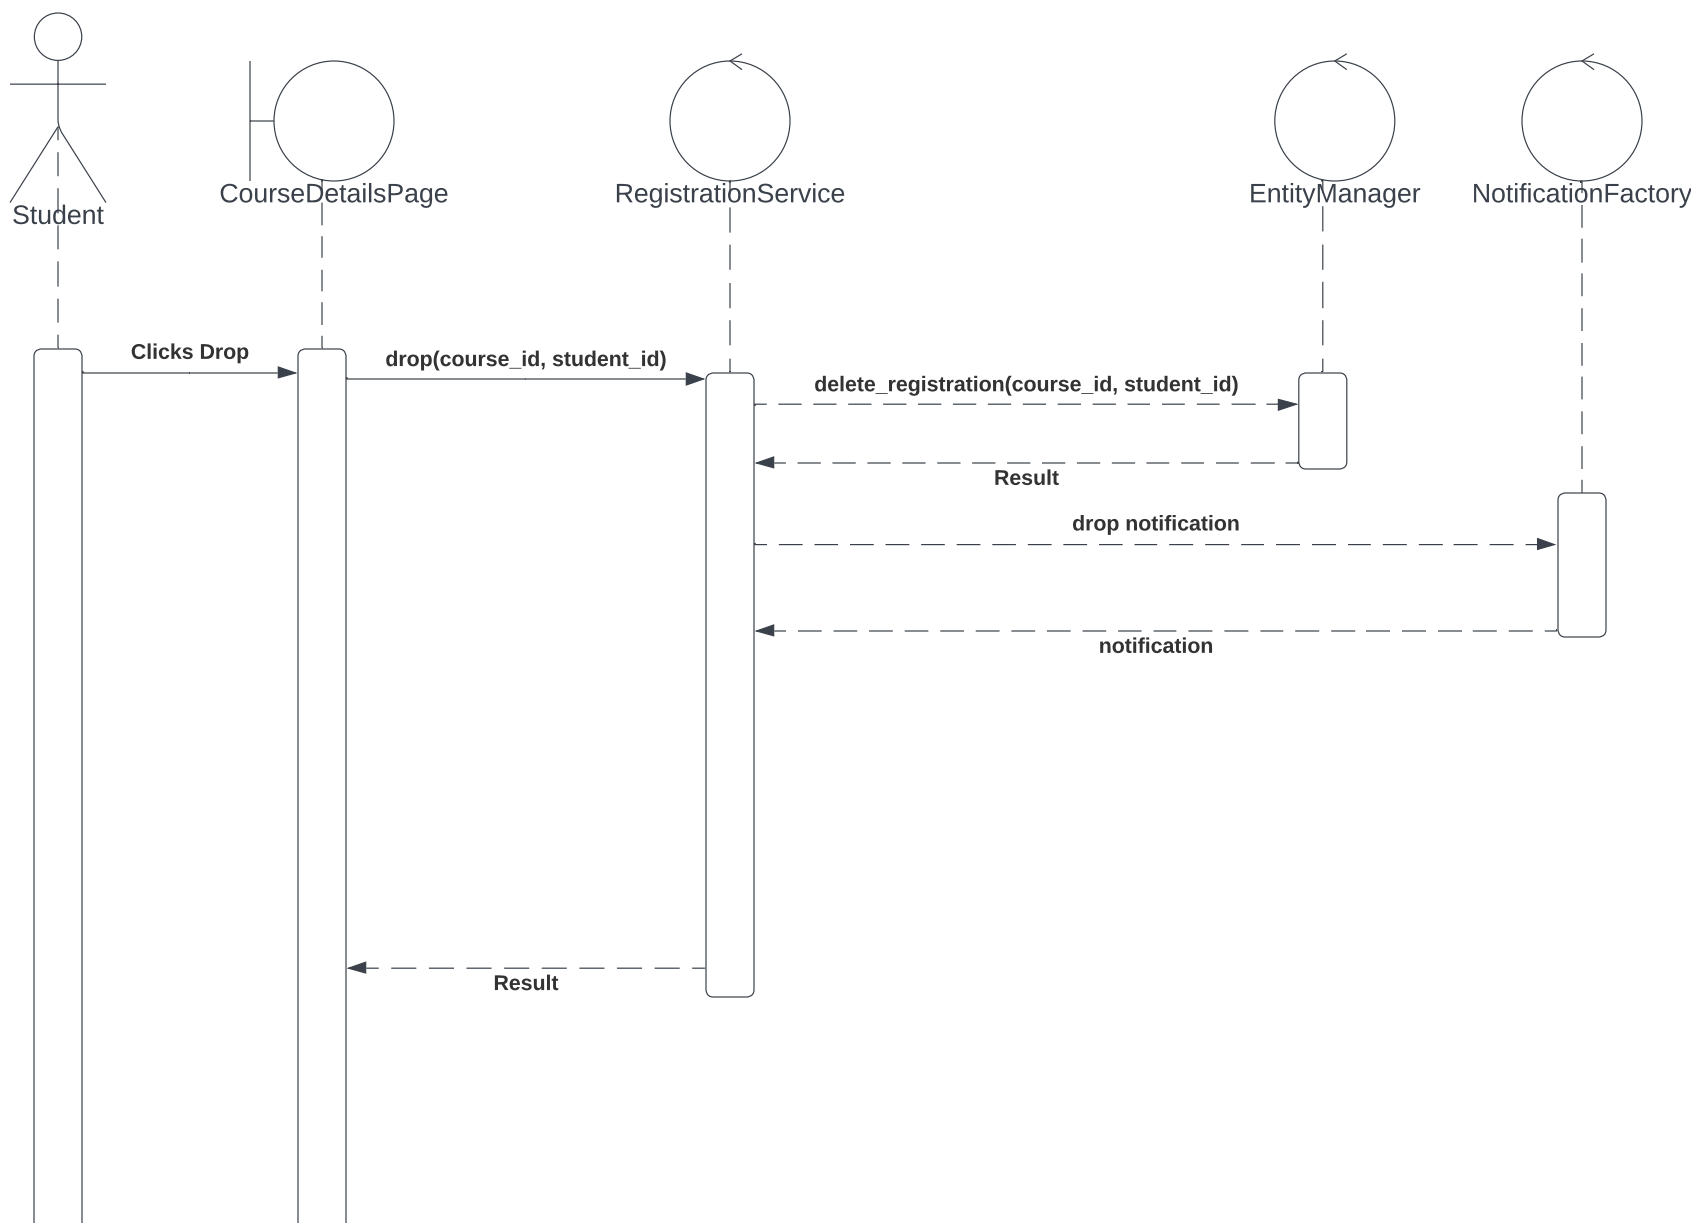 Student
CourseDetailsPage
RegistrationService
EntityManager
NotificationFactory
Clicks Drop
drop(course_id, student_id)
delete_registration(course_id, student_id)
Result
drop notification
notification
Result